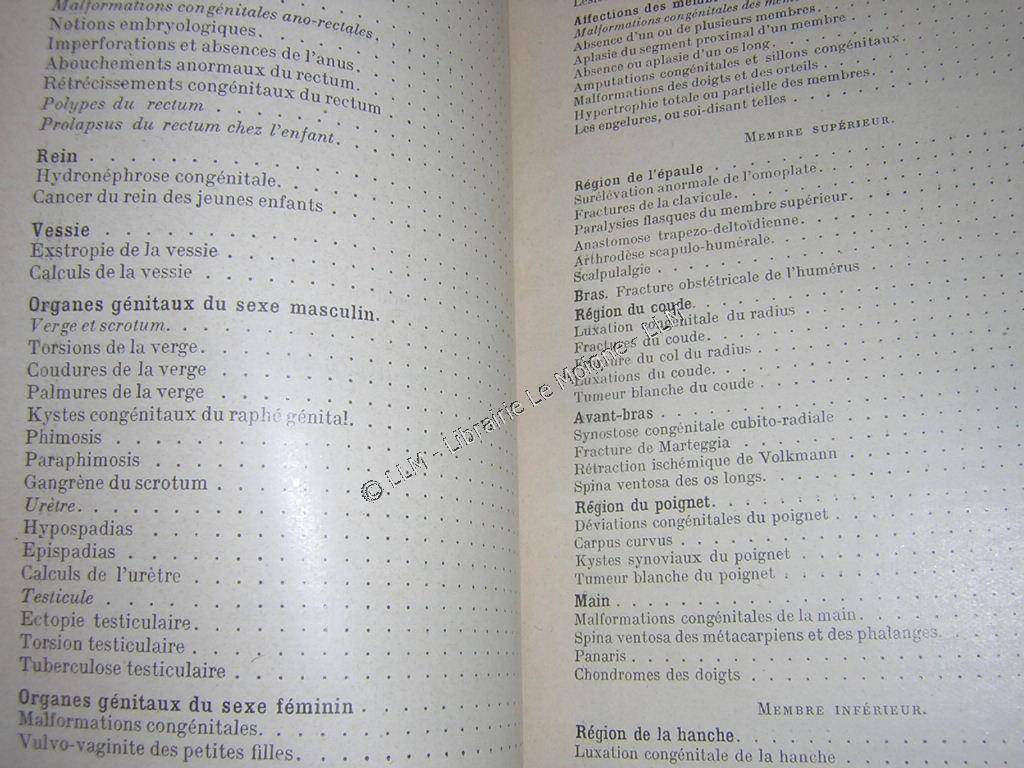 Malformations congénitales ano-rectales.
Notions embryologiques.
Imperforations et absences de l'anus.
Abouchements anormaux du rectum.
Rétrécissements congénitaux du rectum
Polypes du rectum
Prolapsus du rectum chez l'enfant.
Rein
Hydronéphrose congénitale.
Cancer du rein des jeunes enfants
Vessie
Exstropie de la vessie
Calculs de la vessie
Organes génitaux du sexe masculin.
Verge et scrotum.
Torsions de la verge.
Coudures de la verge
Palmures de la verge
Kystes congénitaux du raphé génital.
Phimosis
Paraphimosis
Gangrène du scrotum
Urètre.
Hypospadias
Epispadias
Calculs de l'urètre
Testicule
Ectopie testiculaire.
Torsion testiculaire
Tuberculose testiculaire
Organes génitaux du sexe féminin
Malformations congénitales.
Vulvo-vaginite des petites filles.
Affections des
Malformations congénitales des
Absence d'un ou de plusieurs membres.
Aplasie du segment proximal d'un membre
Absence ou aplasie d'un os long.
Amputations congénitales et sillons congénitaux.
Malformations des doigts et des orteils
Hypertrophie totale ou partielle des membres.
Les engelures, ou soi-disant telles
MEMBRE SUPÉRIEUR.
Région de l'épaule
Surélévation anormale de l'omoplate.
Fractures de la clavicule.
Paralysies flasques du membre supérieur.
Anastomose trapezo-deltoïdienne.
Arthrodèse scapulo-humérale.
Scalpulalgie
Bras. Fracture obstétricale de l'humérus
Région du coude.
Luxation congénitale du radius
Fractures du coude.
Fracture du col du radius
Luxations du coude.
Tumeur blanche du coude
Avant-bras
Synostose congénitale cubito-radiale
Fracture de Marteggia
Rétraction ischémique de Volkmann
Spina ventosa des os longs.
Région du poignet.
Déviations congénitales du poignet
Carpus curvus
Kystes synoviaux du poignet
Tumeur blanche du poignet
Main
Malformations congénitales de la main.
Spina ventosa des métacarpiens et des phalanges.
Panaris
Chondromes des doigts
MEMBRE INFÉRIEUR.
Région de la hanche.
Luxation congénitale de la hanche
© LLM - Librairie Le Moigne - LLM